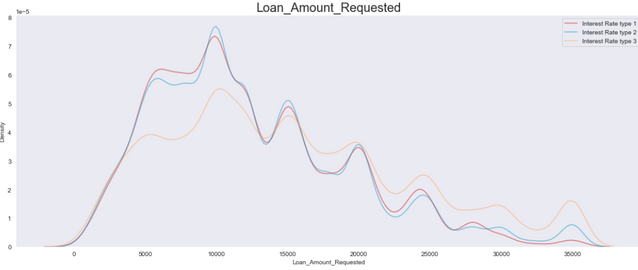 Loan_Amount_Requested
1e−5
Interest Rate type 1
Interest Rate type 2
Interest Rate type 3
8
7
6
5
4
3
2
1
0
Density
0 5000 10000 15000 20000 25000 30000 35000
Loan_Amount_Requested